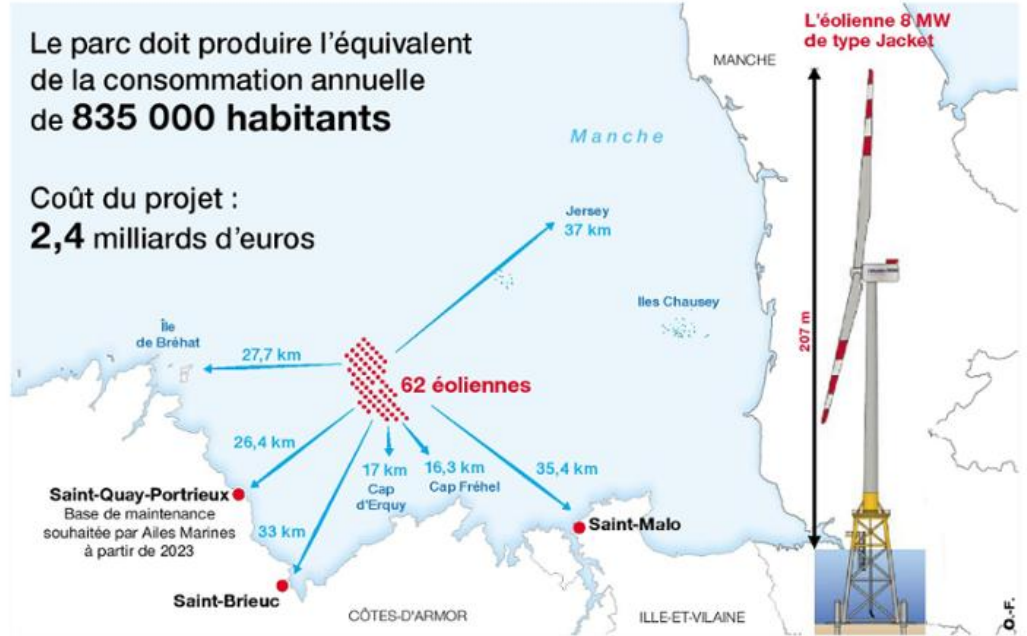 Le parc doit produire l'équivalent
de la consommation annuelle
de 835 000 habitants
Coût du projet :
2,4 milliards d'euros
L'éolienne 8 MW
de type Jacket
MANCHE
Manche
Jersey
37 km
Iles Chausey
Île
de Bréhat
27,7 km
62 éoliennes
207 m
26,4 km
17 km
Cap
d'Erquy
16,3 km
Cap Fréhel
35,4 km
Saint-Quay-Portrieux
Base de maintenance
souhaitée par Ailes Marines
à partir de 2023
33 km
Saint-Malo
Saint-Brieuc
CÔTES-D'ARMOR
ILLE-ET-VILAINE
O.-F.